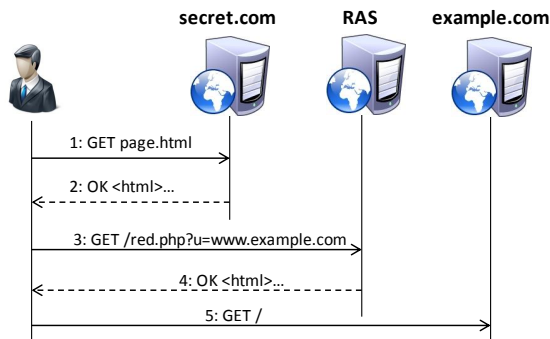 secret.com RAS example.com
1: GET page.html
2: OK <html>...
3: GET /red.php?u=www.example.com
4: OK <html>...
5: GET /